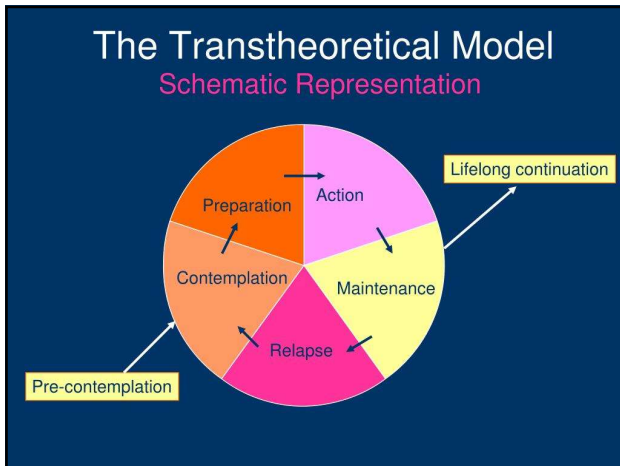 The Transtheoretical Model
Schematic Representation
Lifelong continuation
Action
Preparation
Contemplation
Maintenance
Relapse
Pre-contemplation